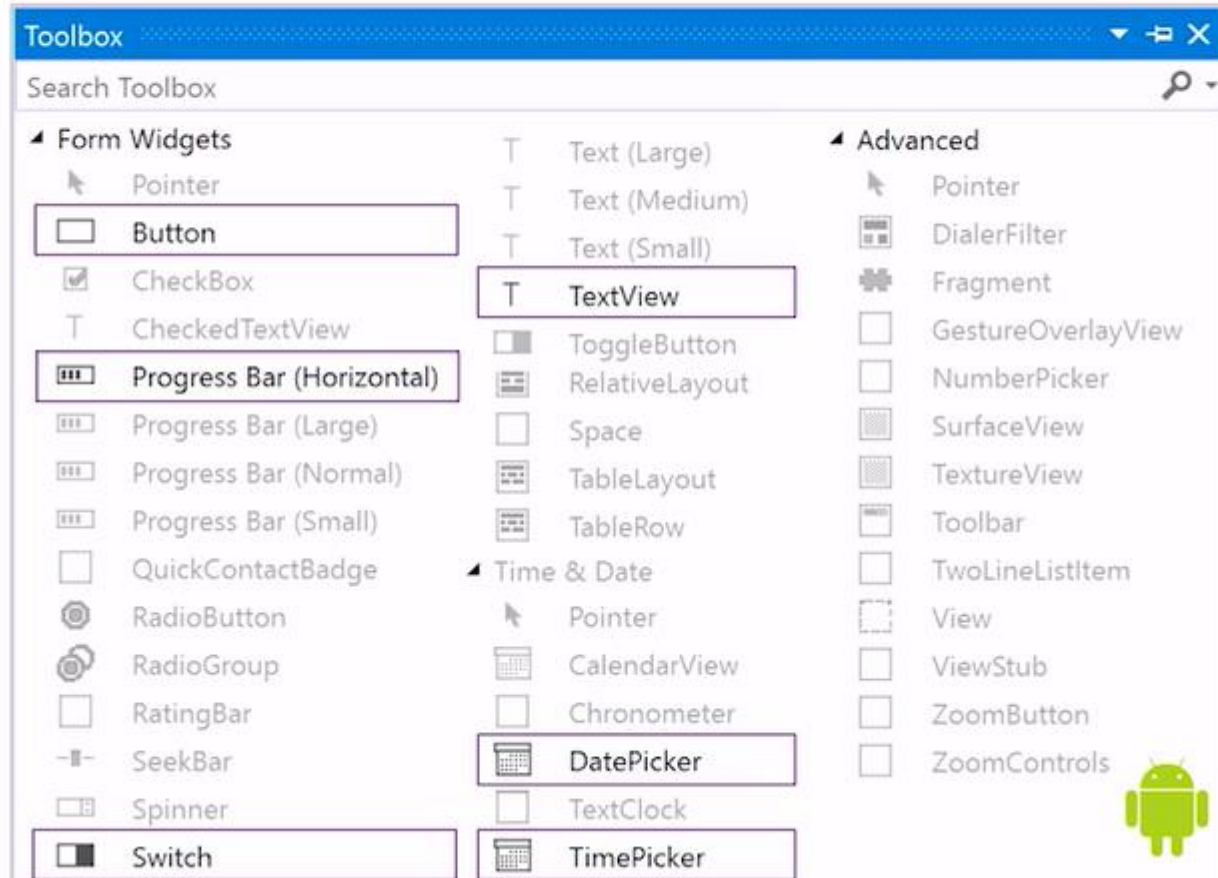 Toolbox
Search Toolbox
Form Widgets
Pointer
Button
CheckBox
CheckedTextView
Progress Bar (Horizontal)
Progress Bar (Large)
Progress Bar (Normal)
Progress Bar (Small)
QuickContactBadge
RadioButton
RadioGroup
RatingBar
SeekBar
Spinner
Switch
Text (Large)
Text (Medium)
Text (Small)
TextView
ToggleButton
RelativeLayout
Space
TableLayout
TableRow
Time & Date
Pointer
CalendarView
Chronometer
DatePicker
TextClock
TimePicker
Advanced
Pointer
DialerFilter
Fragment
GestureOverlayView
NumberPicker
SurfaceView
TextureView
Toolbar
TwoLineListItem
View
ViewStub
ZoomButton
ZoomControls